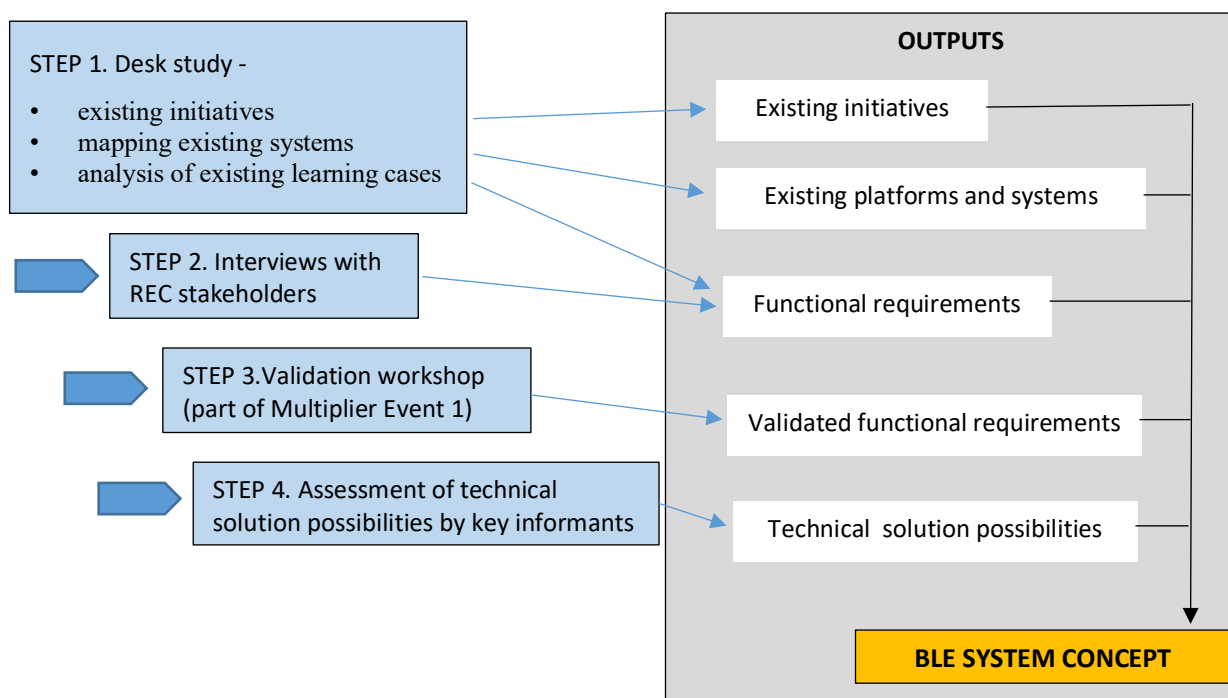 STEP 1. Desk study -
• existing initiatives
• mapping existing systems
• analysis of existing learning cases
STEP 2. Interviews with
REC stakeholders
STEP 3.Validation workshop
(part of Multiplier Event 1)
STEP 4. Assessment of technical
solution possibilities by key informants
OUTPUTS
Existing initiatives
Existing platforms and systems
Functional requirements
Validated functional requirements
Technical solution possibilities
BLE SYSTEM CONCEPT